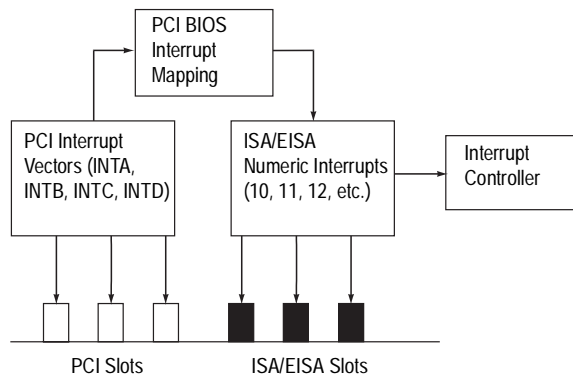 PCI BIOS
Interrupt
Mapping
PCI Interrupt
Vectors (INTA,
INTB, INTC, INTD)
ISA/EISA
Numeric Interrupts
(10, 11, 12, etc.)
Interrupt
Controller
PCI Slots
ISA/EISA Slots